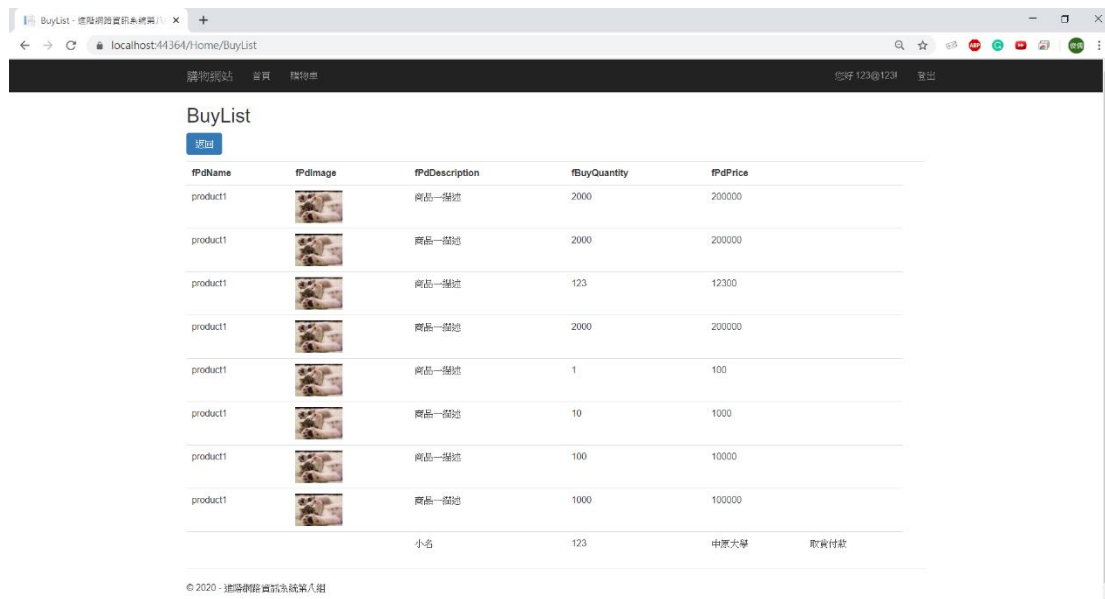 BuyList - 進階網路資訊系統第八
localhost:44364/Home/BuyList
ABP
購物網站 首頁 購物車 您好 123@123! 登出
BuyList
返回
fPdName fPdImage fPdDescription fBuyQuantity fPdPrice
product1 商品一描述 2000 200000
product1 商品一描述 2000 200000
product1 商品一描述 123 12300
product1 商品一描述 2000 200000
product1 商品一描述 1 100
product1 商品一描述 10 1000
product1 商品一描述 100 10000
product1 商品一描述 1000 100000
小名 123 中原大學 取貨付款
© 2020 - 進階網路資訊系統第八組